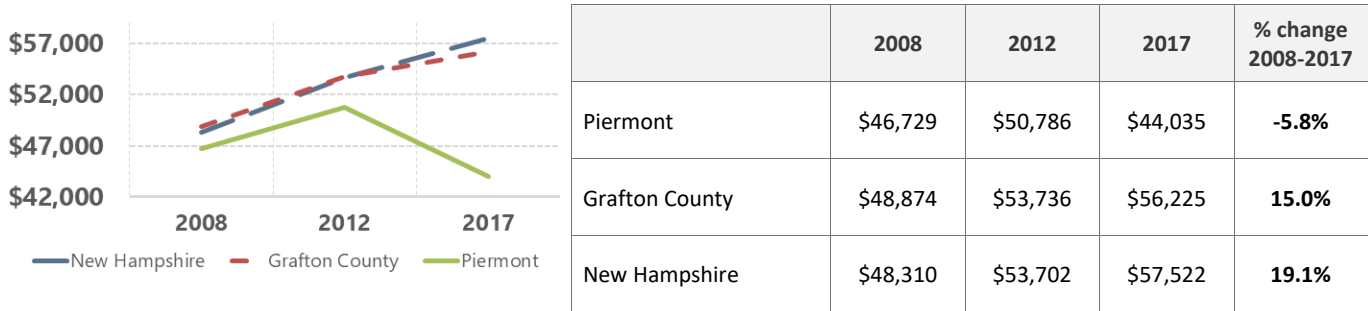 $57,000
$52,000
$47,000
$42,000
2008 2012 2017
New Hampshire Grafton County Piermont
2008 2012 2017 % change
2008-2017
Piermont $46,729 $50,786 $44,035 -5.8%
Grafton County $48,874 $53,736 $56,225 15.0%
New Hampshire $48,310 $53,702 $57,522 19.1%